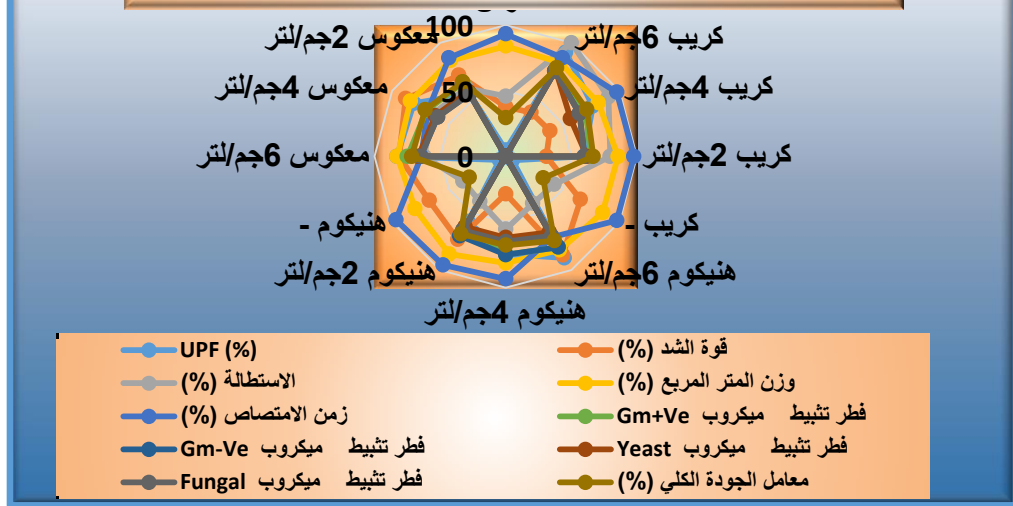 100
معكوس 2جم/لتر
كريب 6جم/لتر
معكوس 4جم/لتر
50
كريب 4جم/لتر
معكوس 6جم/لتر
0
كريب 2جم/لتر
هنيكوم -
كريب -
هنيكوم 2جم/لتر
هنيكوم 6جم/لتر
هنيكوم 4جم/لتر
UPF (%)
قوة الشد (%)
الاستطالة (%)
وزن المتر المربع (%)
زمن الامتصاص (%)
فطر تثبيط ميكروب Gm+Ve
فطر تثبيط ميكروب Gm-Ve
فطر تثبيط ميكروب Yeast
فطر تثبيط ميكروب Fungal
معامل الجودة الكلي (%)